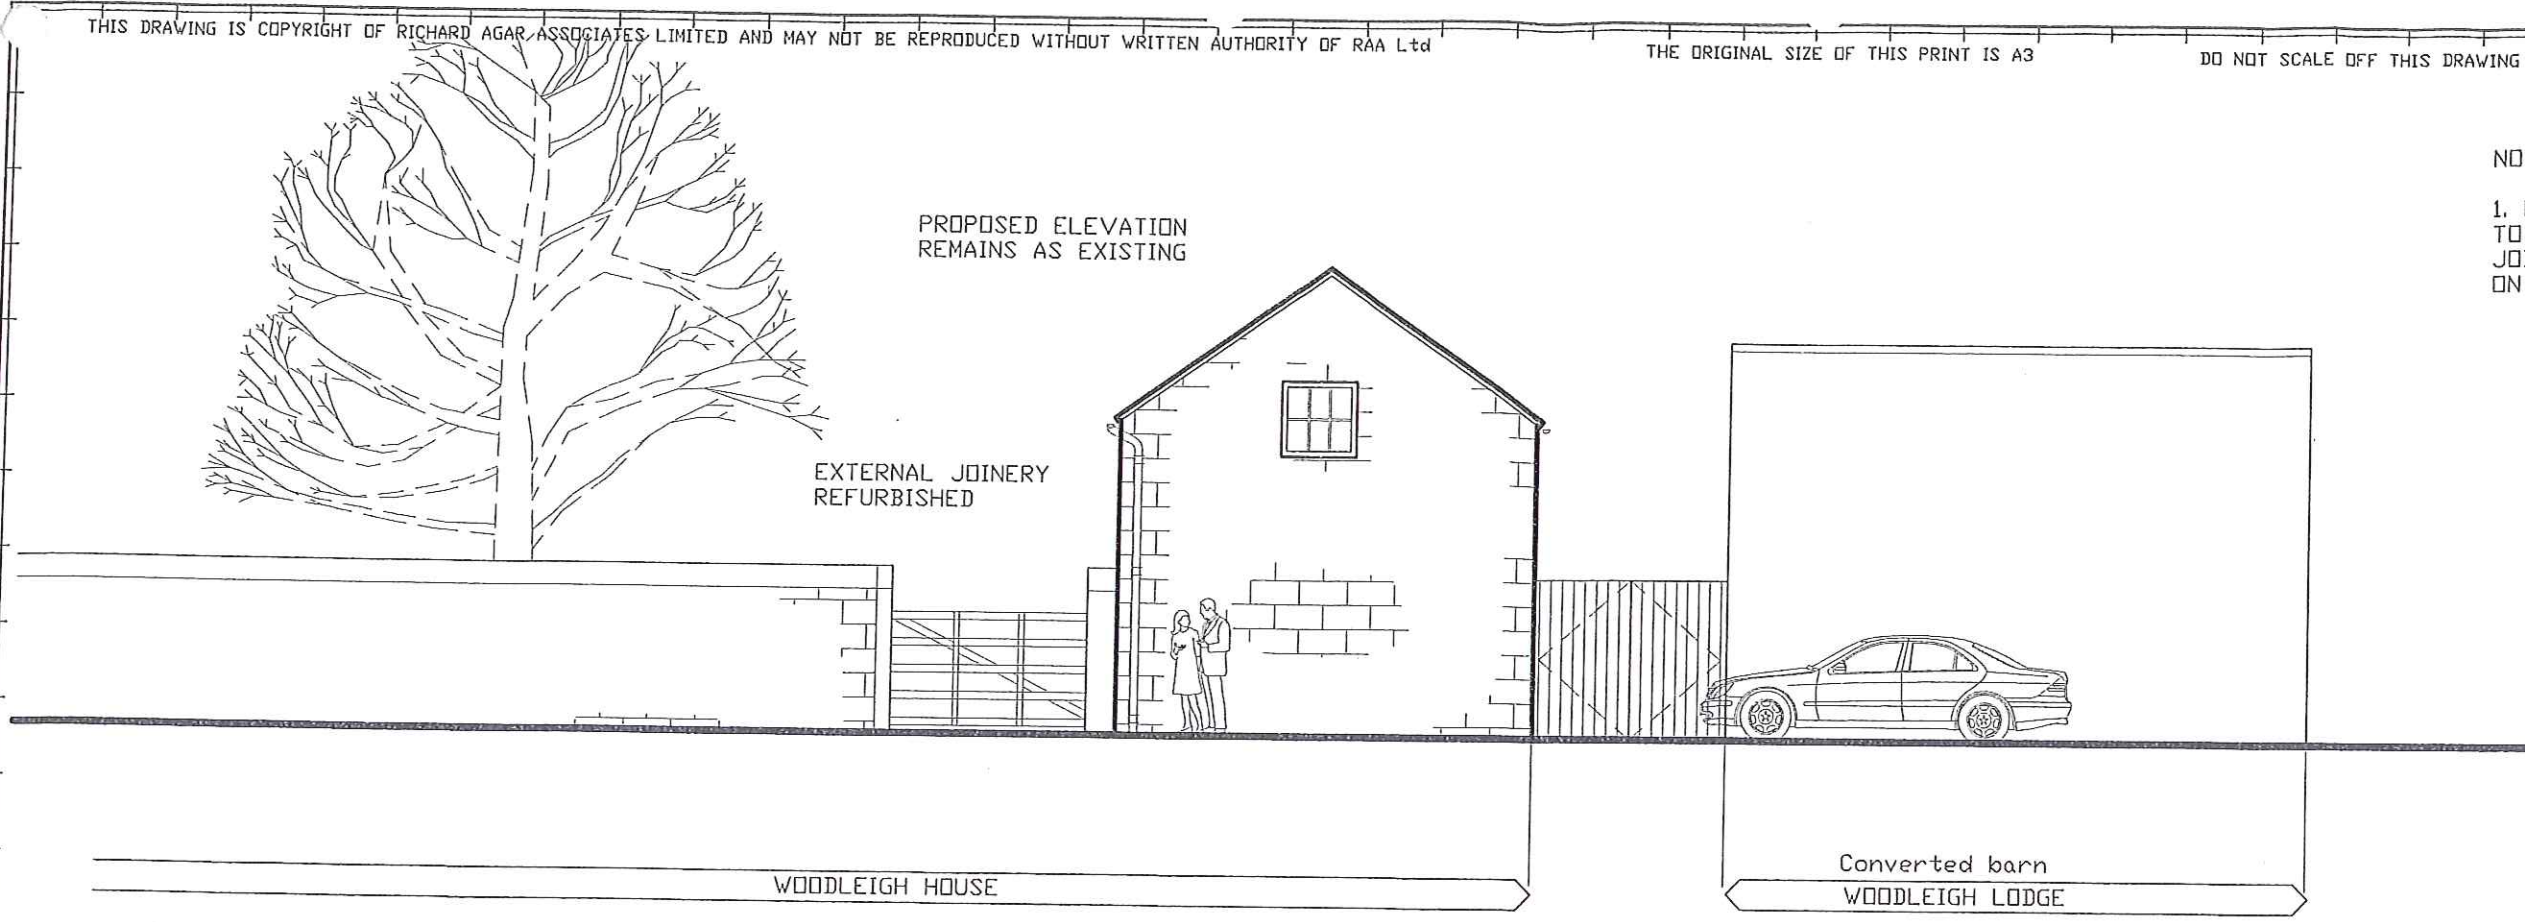 THIS DRAWING IS COPYRIGHT OF RICHARD AGAR ASSOCIATES LIMITED AND MAY NOT BE REPRODUCED WITHOUT WRITTEN AUTHORITY OF RAA Ltd
THE ORIGINAL SIZE OF THIS PRINT IS A3
DO NOT SCALE OFF THIS DRAWING
NO
1.
TO
JO
ON
PROPOSED ELEVATION
REMAINS AS EXISTING
EXTERNAL JOINERY
REFURBISHED
WOODLEIGH HOUSE
Converted barn
WOODLEIGH LODGE